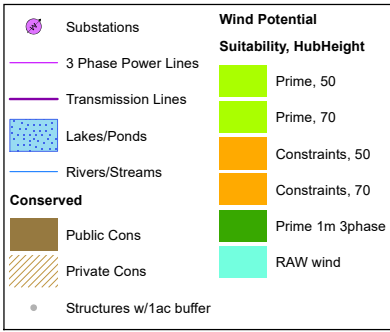 Substations
3 Phase Power Lines
Transmission Lines
Lakes/Ponds
Rivers/Streams
Conserved
Public Cons
Private Cons
Structures w/1ac buffer
Wind Potential
Suitability, HubHeight
Prime, 50
Prime, 70
Constraints, 50
Constraints, 70
Prime 1m 3phase
RAW wind